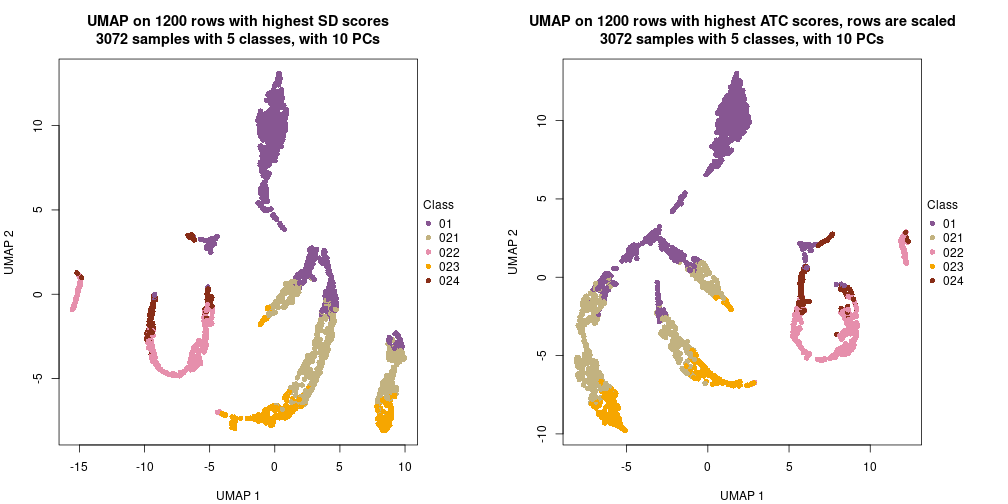 UMAP on 1200 rows with highest SD scores
3072 samples with 5 classes, with 10 PCs
10
5
0
-5
UMAP 2
-15
-10
-5
0
5
10
UMAP 1
Class
01
021
022
023
024
UMAP on 1200 rows with highest ATC scores, rows are scaled
3072 samples with 5 classes, with 10 PCs
10
5
0
-5
-10
UMAP 2
-5
0
5
10
UMAP 1
Class
01
021
022
023
024